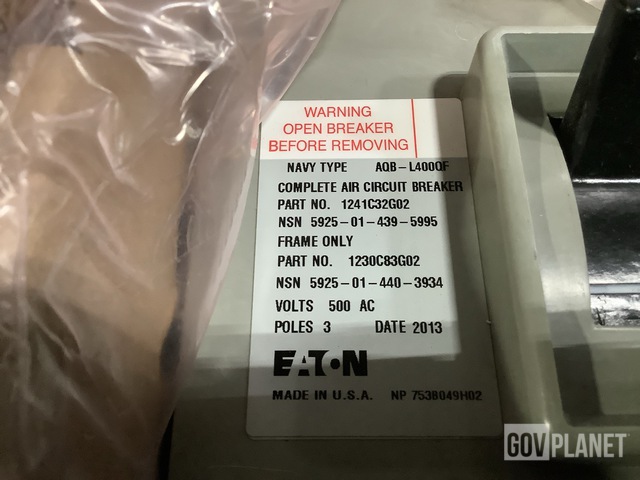 WARNING
OPEN BREAKER
BEFORE REMOVING
NAVY TYPE AQB-L400QF
COMPLETE AIR CIRCUIT BREAKER
PART NO. 1241C32G02
NSN 5925-01-439-5995
FRAME ONLY
PART NO. 1230C83G02
NSN 5925-01-440-3934
VOLTS 500 AC
POLES 3 DATE 2013
EATON
MADE IN U.S.A. NP 753B049H02
GOVPLANET